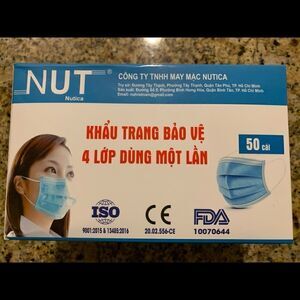 NUT
Nutica
CÔNG TY TNHH MAY MẶC NUTICA
KHẨU TRANG BẢO VỆ
4 LỚP DÙNG MỘT LẦN
50 cái
ISO
9001:2015 & 13485:2016
CE
20.02.556-CE
FDA
10070644